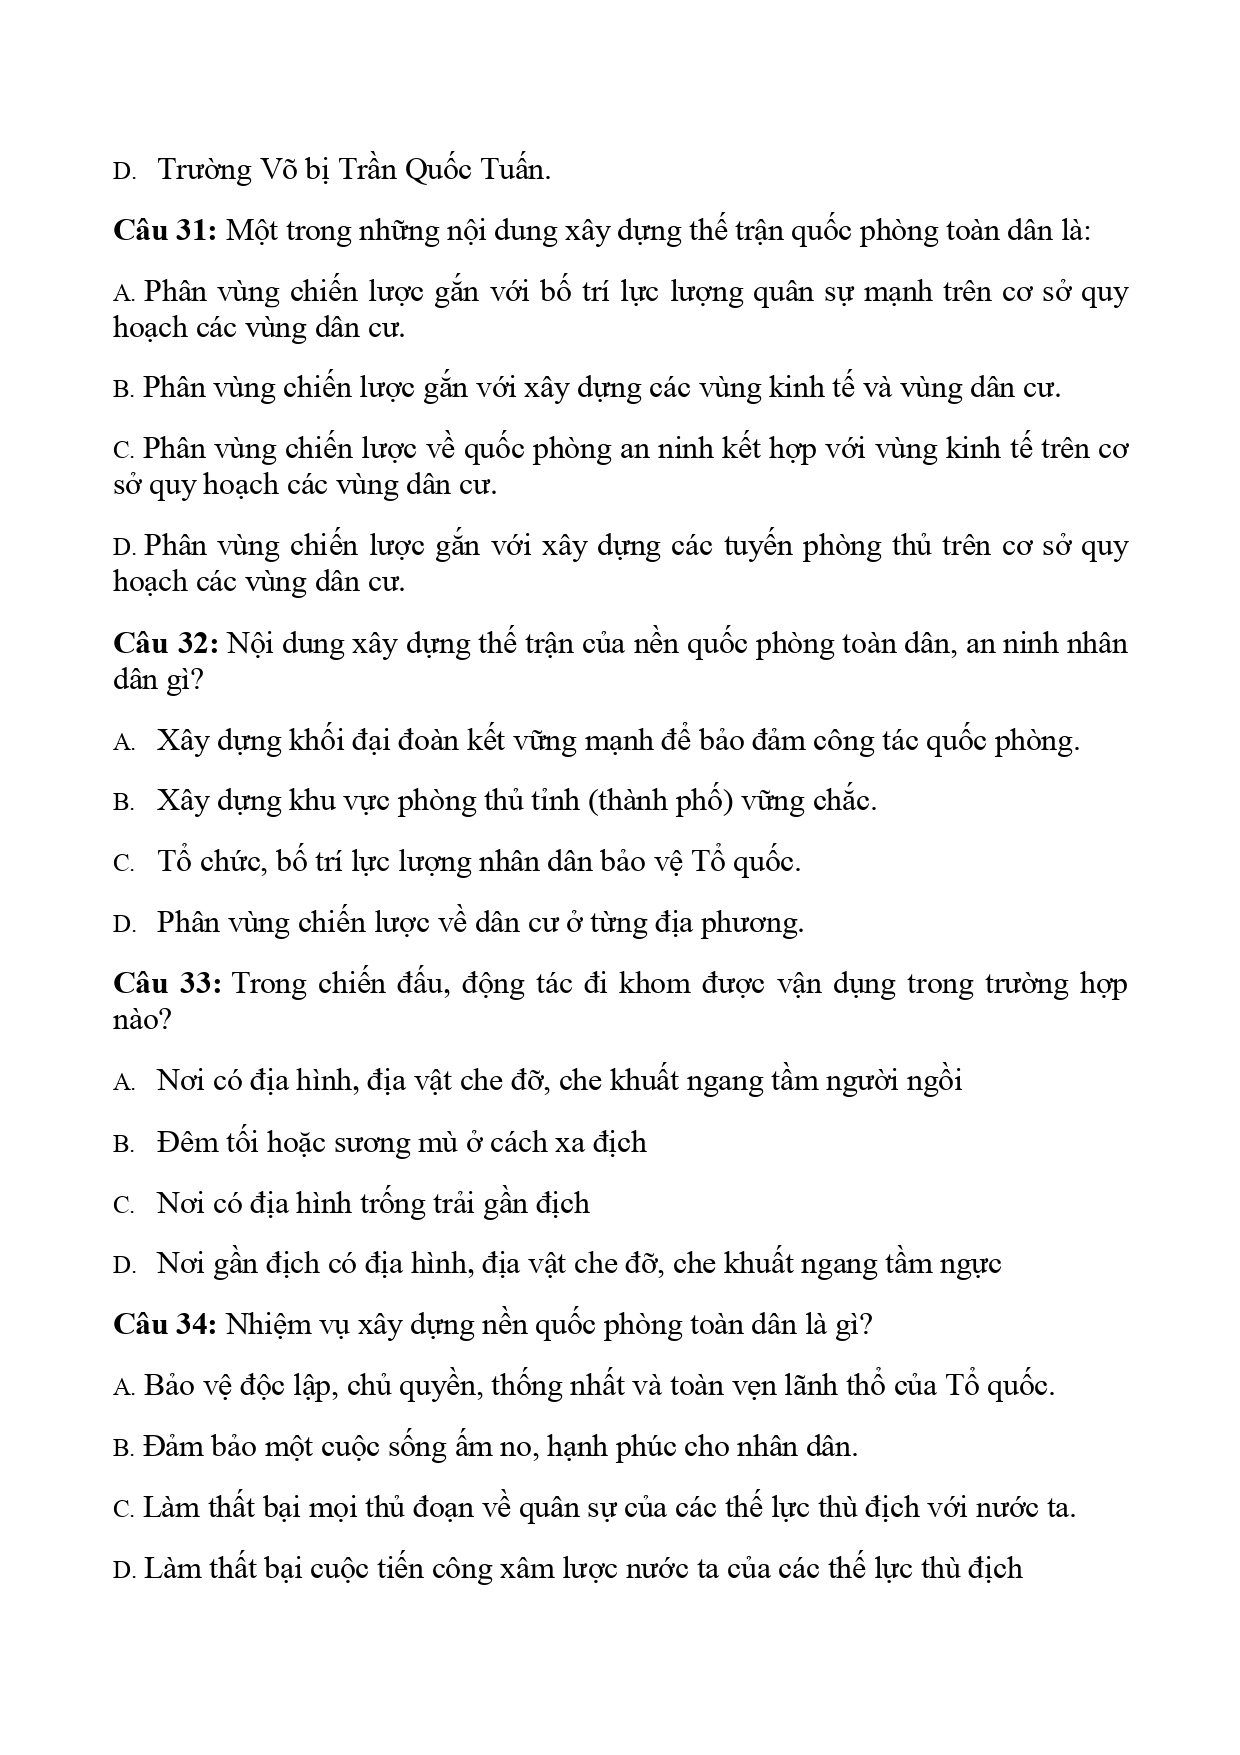 D. Trường Võ bị Trần Quốc Tuấn.
Câu 31: Một trong những nội dung xây dựng thế trận quốc phòng toàn dân là:
A. Phân vùng chiến lược gắn với bố trí lực lượng quân sự mạnh trên cơ sở quy
hoạch các vùng dân cư.
B. Phân vùng chiến lược gắn với xây dựng các vùng kinh tế và vùng dân cư.
C. Phân vùng chiến lược về quốc phòng an ninh kết hợp với vùng kinh tế trên cơ
sở quy hoạch các vùng dân cư.
D. Phân vùng chiến lược gắn với xây dựng các tuyến phòng thủ trên cơ sở quy
hoạch các vùng dân cư.
Câu 32: Nội dung xây dựng thế trận của nền quốc phòng toàn dân, an ninh nhân
dân gì?
A. Xây dựng khối đại đoàn kết vững mạnh để bảo đảm công tác quốc phòng.
B. Xây dựng khu vực phòng thủ tỉnh (thành phố) vững chắc.
C. Tổ chức, bố trí lực lượng nhân dân bảo vệ Tổ quốc.
D. Phân vùng chiến lược về dân cư ở từng địa phương.
Câu 33: Trong chiến đấu, động tác đi khom được vận dụng trong trường hợp
nào?
A. Nơi có địa hình, địa vật che đỡ, che khuất ngang tầm người ngồi
B. Đêm tối hoặc sương mù ở cách xa địch
C. Nơi có địa hình trống trải gần địch
D. Nơi gần địch có địa hình, địa vật che đỡ, che khuất ngang tầm ngực
Câu 34: Nhiệm vụ xây dựng nền quốc phòng toàn dân là gì?
A. Bảo vệ độc lập, chủ quyền, thống nhất và toàn vẹn lãnh thổ của Tổ quốc.
B. Đảm bảo một cuộc sống ấm no, hạnh phúc cho nhân dân.
C. Làm thất bại mọi thủ đoạn về quân sự của các thế lực thù địch với nước ta.
D. Làm thất bại cuộc tiến công xâm lược nước ta của các thế lực thù địch